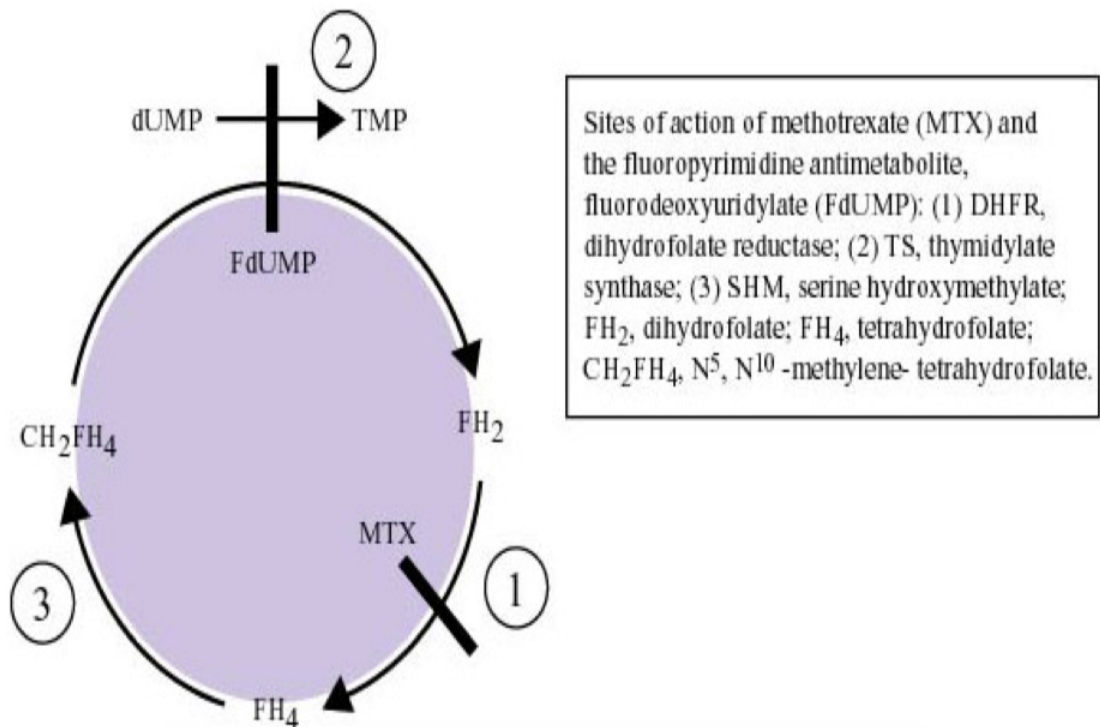 2
dUMP
TMP
FdUMP
CH₂FH₄
FH₂
MTX
1
3
FH₄
Sites of action of methotrexate (MTX) and
the fluoropyrimidine antimetabolite,
fluorodeoxyuridylate (FdUMP): (1) DHFR,
dihydrofolate reductase; (2) TS, thymidylate
synthase; (3) SHM, serine hydroxymethylate;
FH₂, dihydrofolate; FH₄, tetrahydrofolate;
CH₂FH₄, N⁵, N¹⁰ -methylene- tetrahydrofolate.